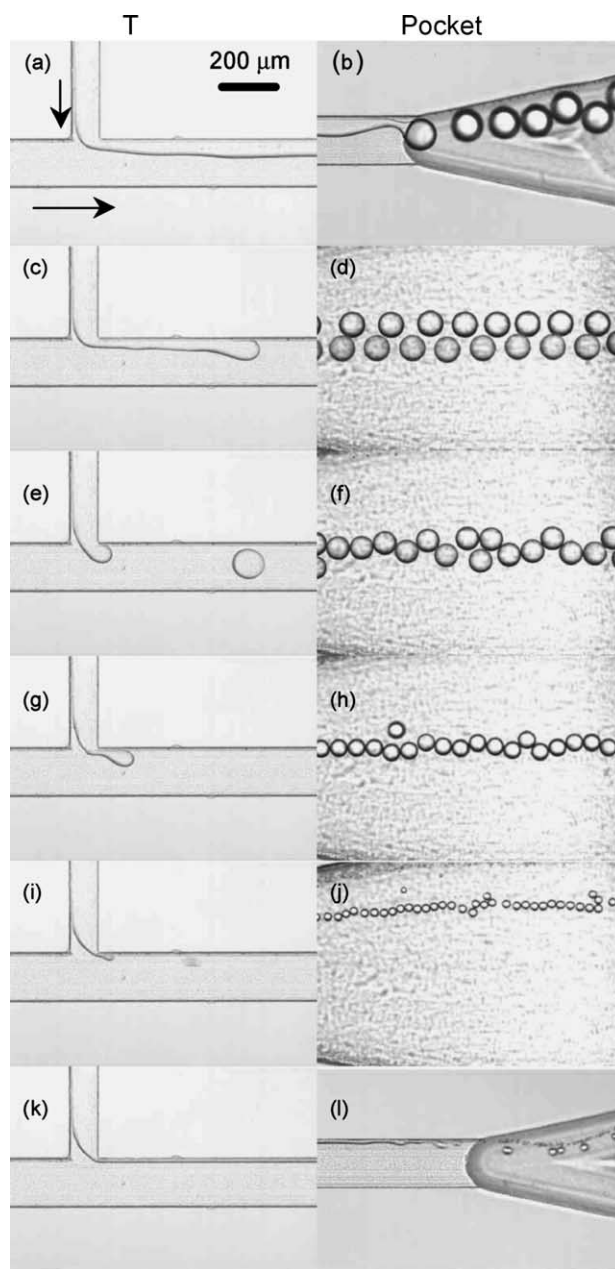 T
Pocket
(a)
200 μm
(b)
(c)
(d)
(e)
(f)
(g)
(h)
(i)
(j)
(k)
(l)